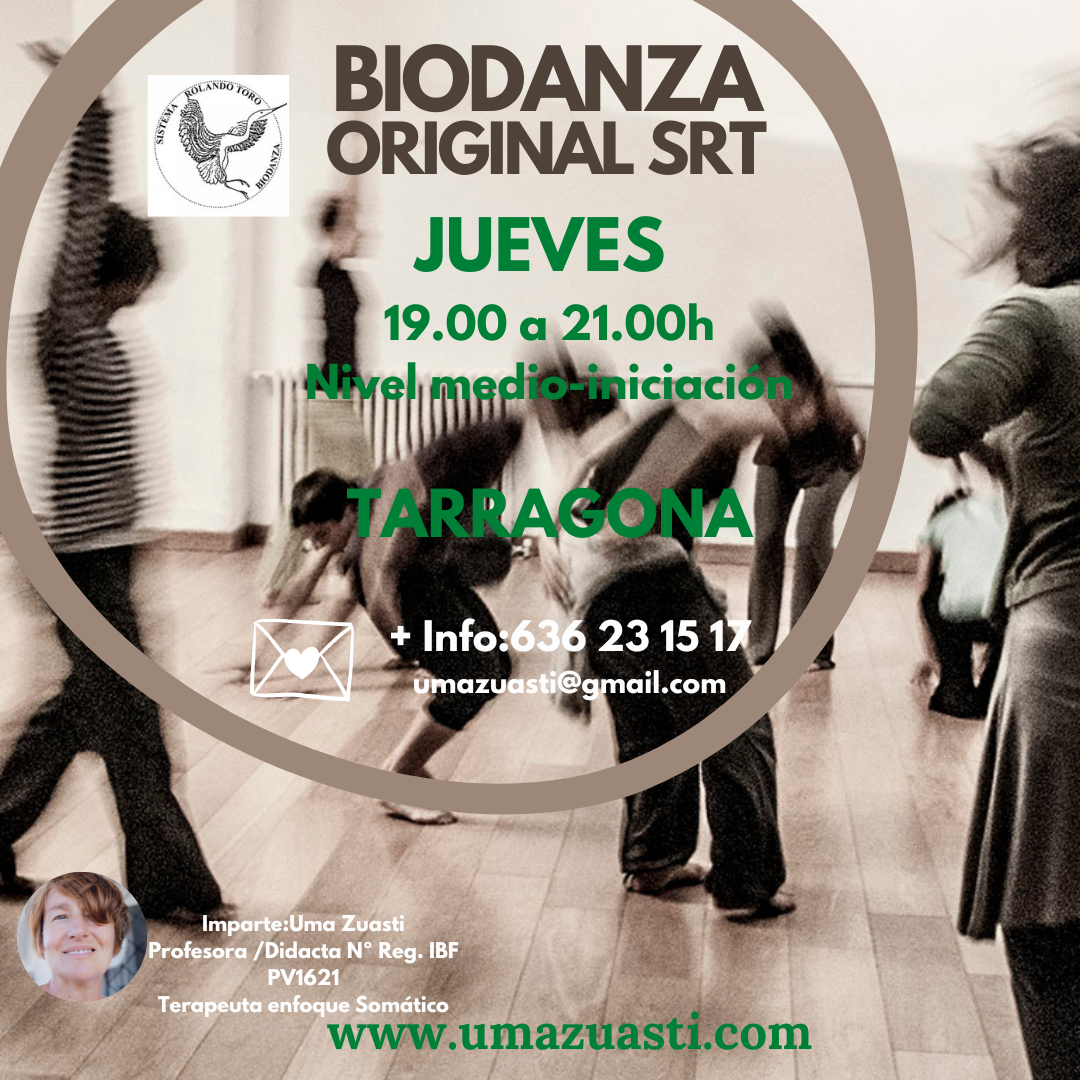 SISTEMA ROLANDO TORO
BIODANZA
BIODANZA
ORIGINAL SRT
JUEVES
19.00 a 21.00h
Nivel medio-iniciación
TARRAGONA
+ Info:636 23 15 17
umazuasti@gmail.com
Imparte:Uma Zuasti
Profesora /Didacta Nº Reg. IBF
PV1621
Terapeuta enfoque Somático
www.umazuasti.com